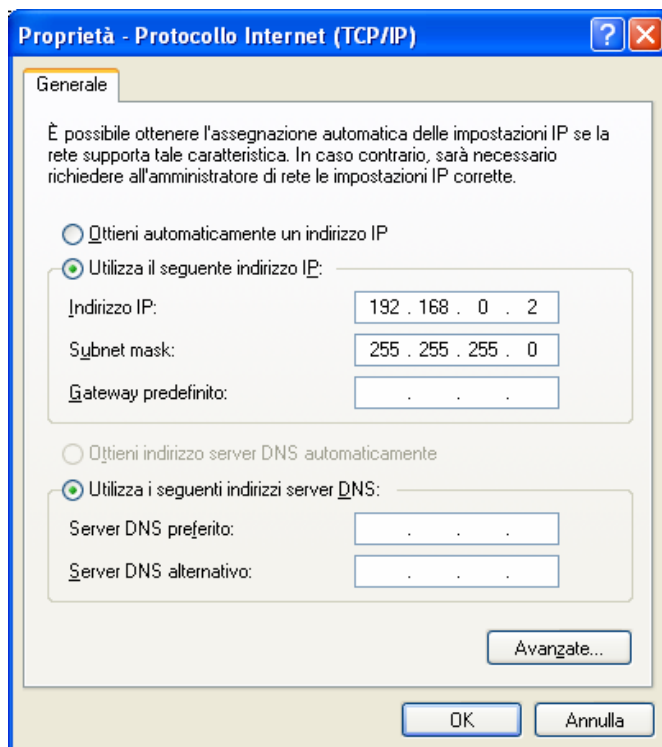 Proprietà - Protocollo Internet (TCP/IP)
Generale
È possibile ottenere l'assegnazione automatica delle impostazioni IP se la
rete supporta tale caratteristica. In caso contrario, sarà necessario
richiedere all'amministratore di rete le impostazioni IP corrette.
Ottieni automaticamente un indirizzo IP
Utilizza il seguente indirizzo IP:
Indirizzo IP: 192 . 168 . 0 . 2
Subnet mask: 255 . 255 . 255 . 0
Gateway predefinito: . . .
Ottieni indirizzo server DNS automaticamente
Utilizza i seguenti indirizzi server DNS:
Server DNS preferito: . . .
Server DNS alternativo: . . .
Avanzate...
OK Annulla